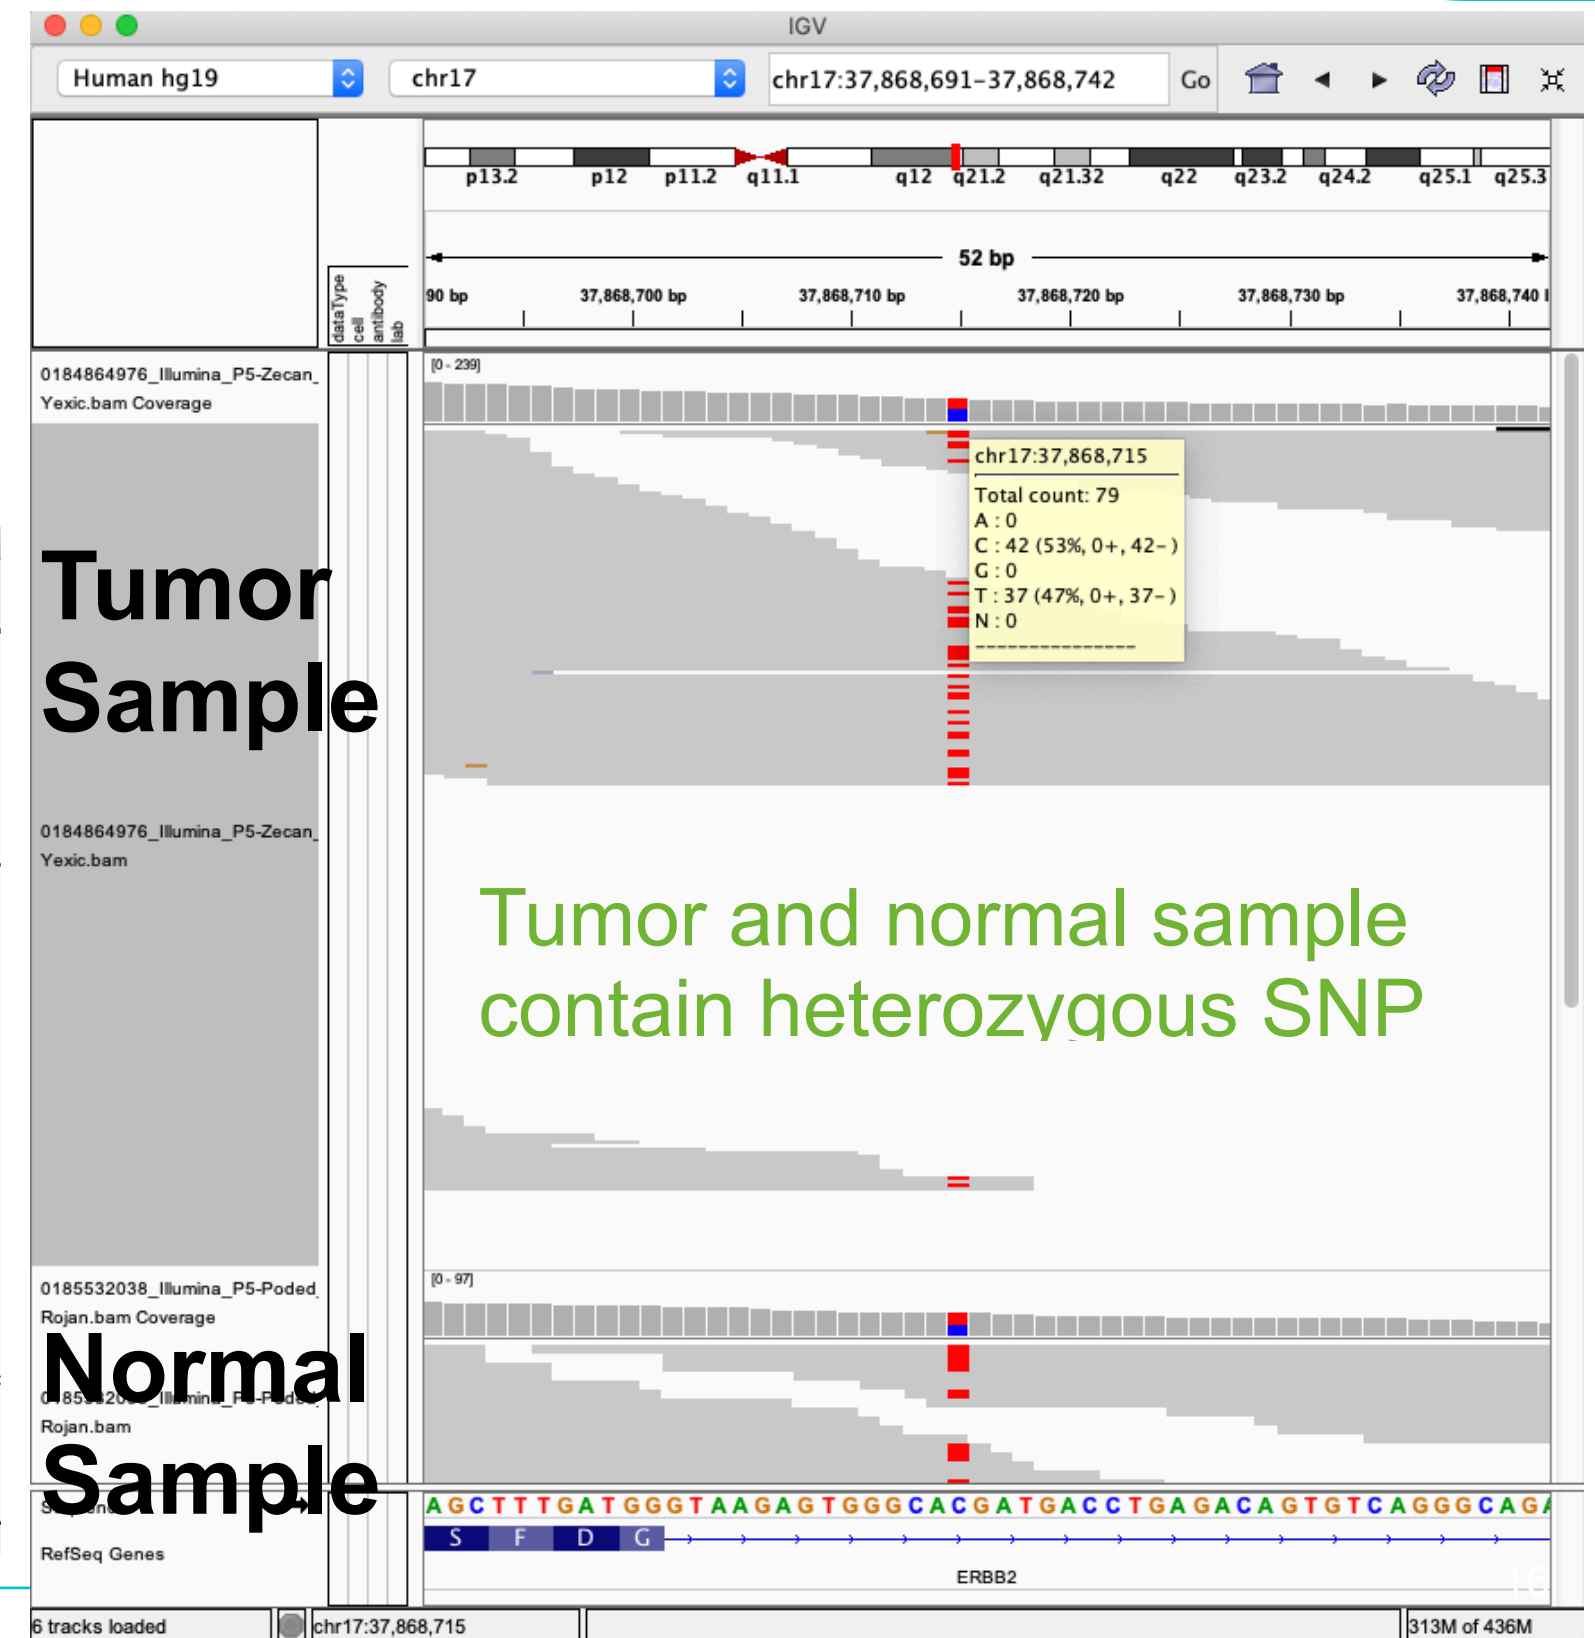 IGV
Human hg19
chr17
chr17:37,868,691-37,868,742
Go
p13.2 p12 p11.2 q11.1 q12 q21.2 q21.32 q22 q23.2 q24.2 q25.1 q25.3
52 bp
90 bp 37,868,700 bp 37,868,710 bp 37,868,720 bp 37,868,730 bp 37,868,740
dataType
cell
antibody
lab
0184864976_Illumina_P5-Zecan_
Yexic.bam Coverage
[0 - 239]
chr17:37,868,715
Total count: 79
A : 0
C : 42 (53%, 0+, 42- )
G : 0
T : 37 (47%, 0+, 37- )
N : 0
---------------
Tumor
Sample
0184864976_Illumina_P5-Zecan_
Yexic.bam
Tumor and normal sample
contain heterozygous SNP
0185532038_Illumina_P5-Poded_
Rojan.bam Coverage
[0 - 97]
Normal
Rojan.bam
Sample
A G C T T T G A T G G G T A A G A G T G G G C A C G A T G A C C T G A G A C A G T G T C A G G G C A G A
S F D G
RefSeq Genes
ERBB2
16
6 tracks loaded
chr17:37,868,715
313M of 436M